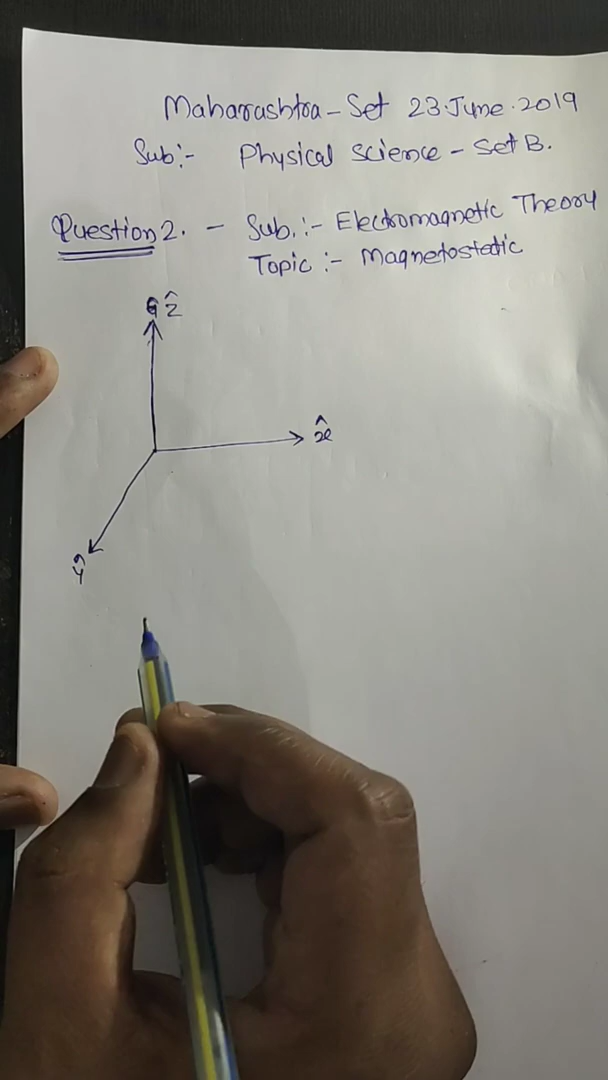 Maharashtra - Set 23.June.2019
Sub:- Physical science - Set B.
Question 2. - Sub.:- Electromagnetic Theory
Topic :- Magnetostatic
ẑ
x̂
ŷ